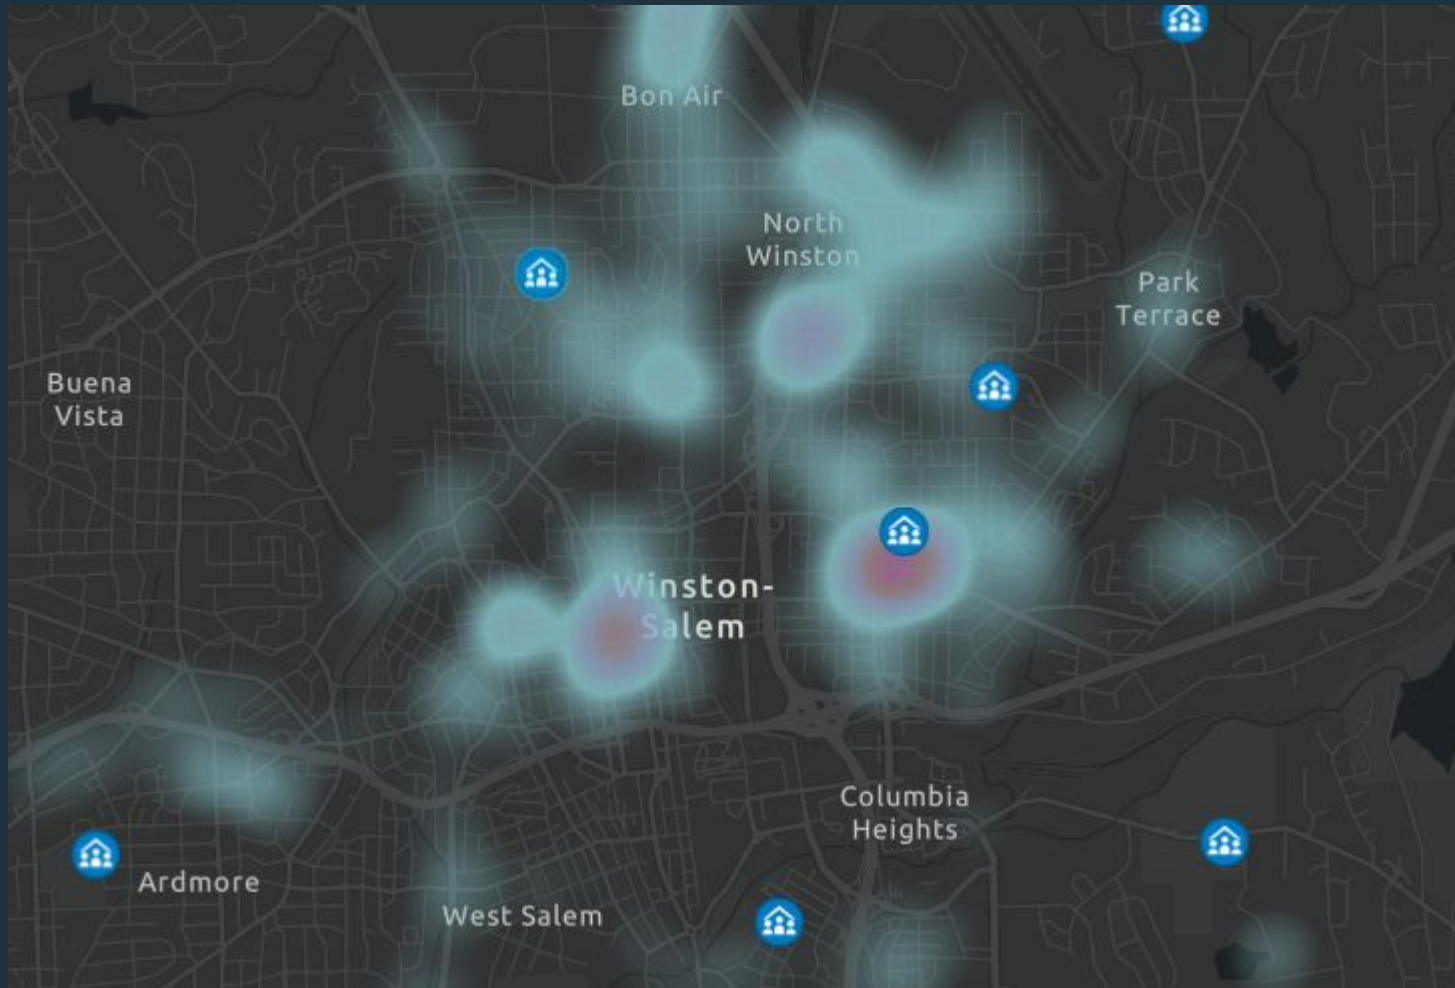 Bon Air
North
Winston
Park
Terrace
Buena
Vista
Winston-
Salem
Columbia
Heights
Ardmore
West Salem